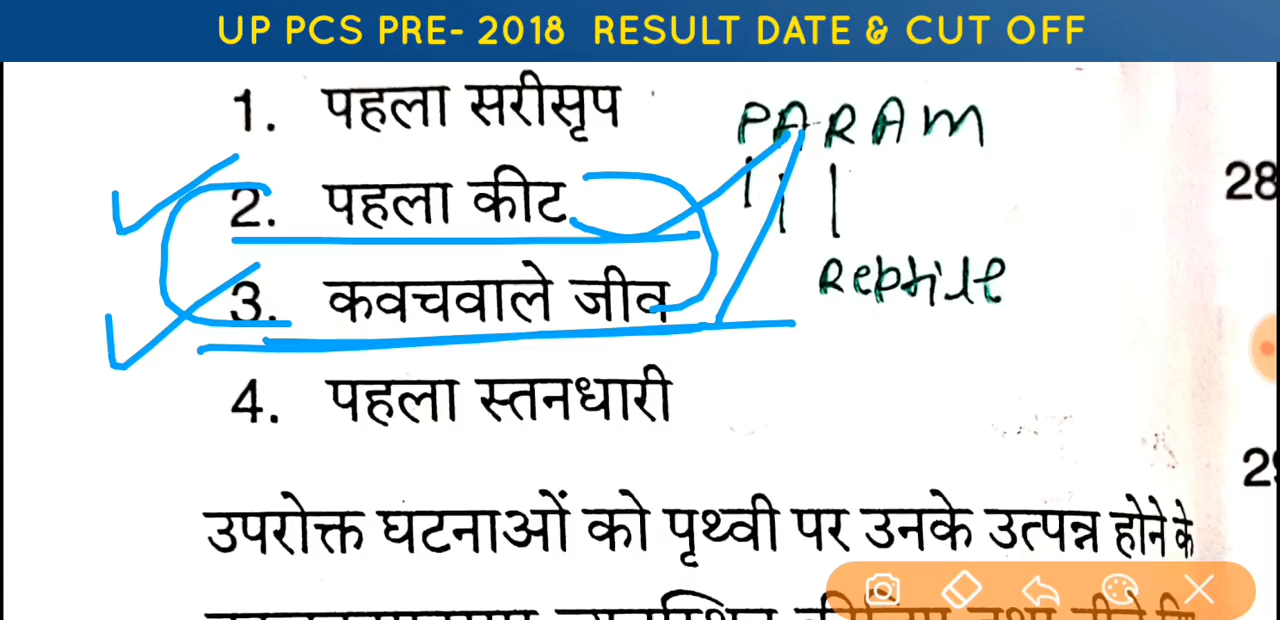 UP PCS PRE- 2018 RESULT DATE & CUT OFF
1. पहला सरीसृप
PARAM
2. पहला कीट
28
Reptile
3. कवचवाले जीव
4. पहला स्तनधारी
उपरोक्त घटनाओं को पृथ्वी पर उनके उत्पन्न होने के